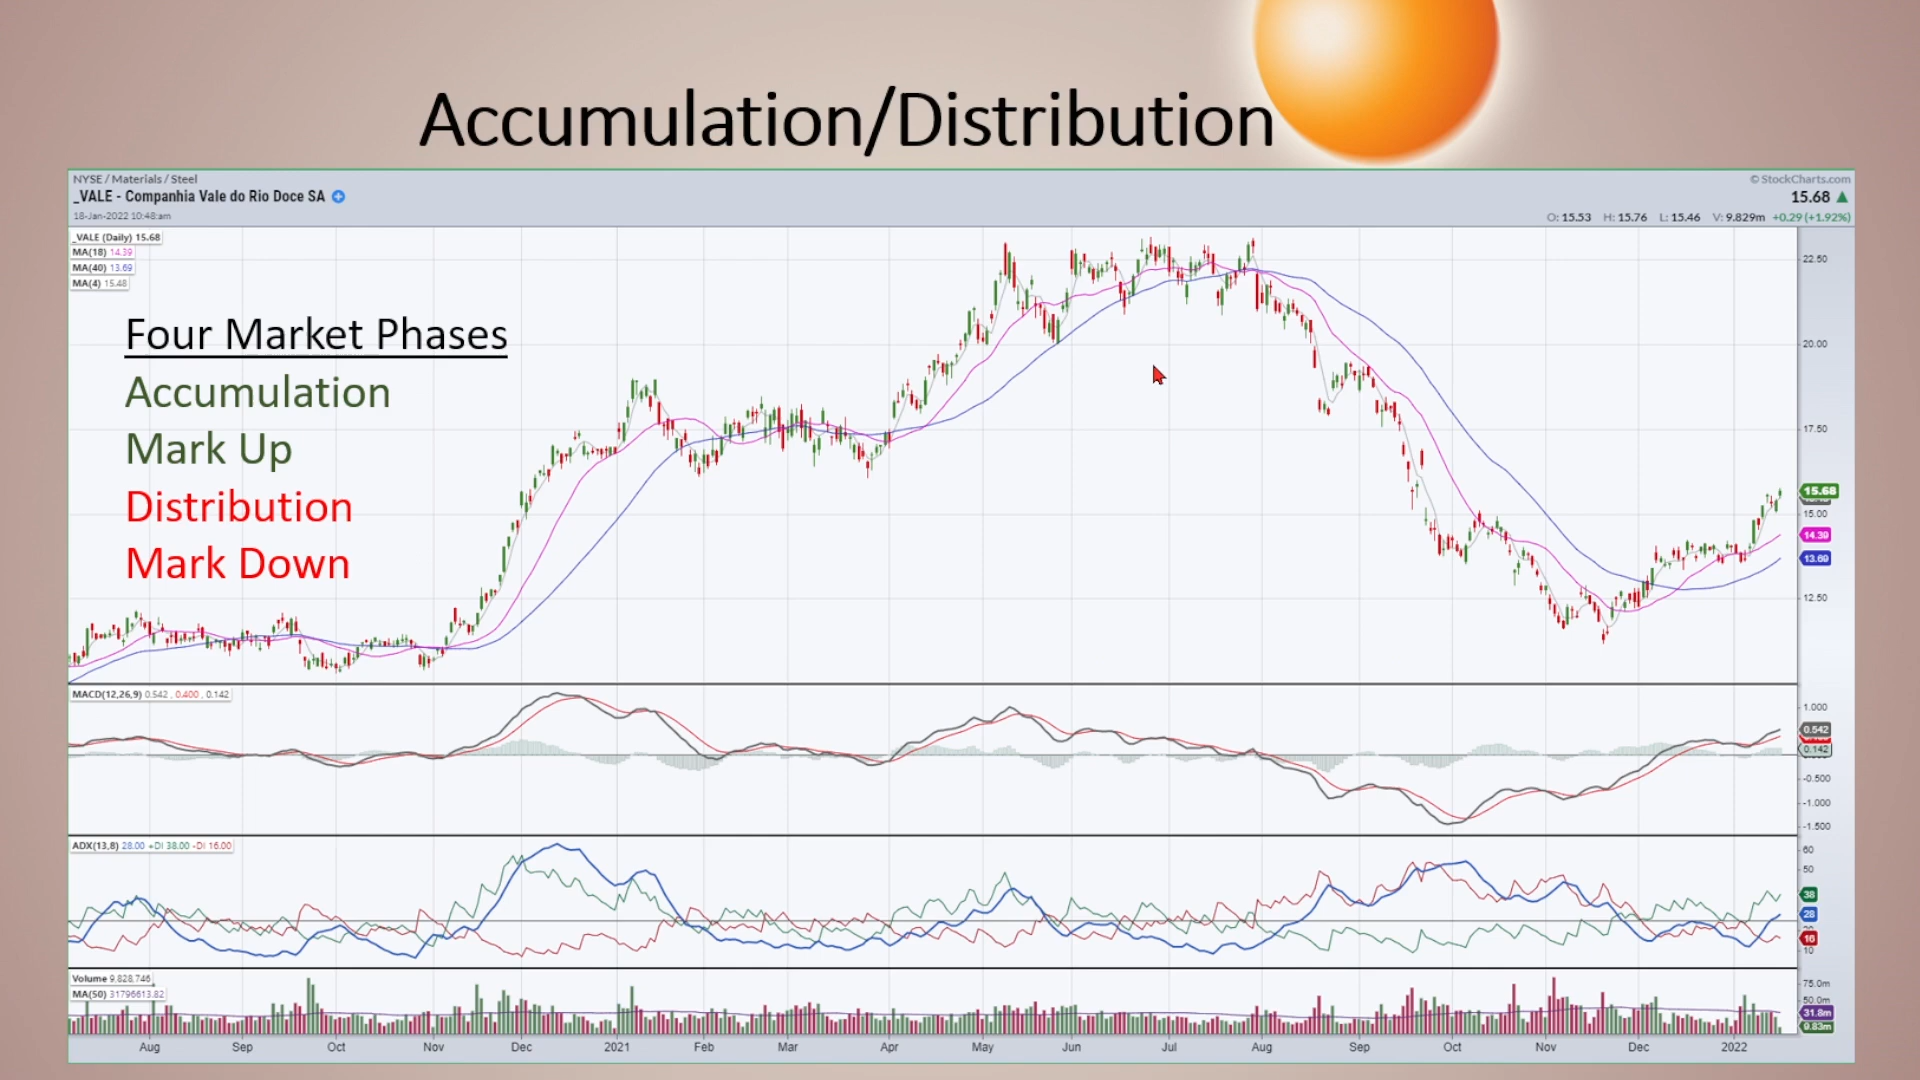 Accumulation/Distribution
NYSE / Materials / Steel
© StockCharts.com
_VALE - Companhia Vale do Rio Doce SA
15.68
18-Jan-2022 10:48:am
O: 15.53 H: 15.76 L: 15.46 V: 9.829m +0.29 (+1.92%)
_VALE (Daily) 15.68
MA(18) 14.39
MA(40) 13.69
MA(4) 15.48
Four Market Phases
Accumulation
Mark Up
Distribution
Mark Down
22.50
20.00
17.50
15.68
15.00
14.39
13.69
12.50
MACD(12,26,9) 0.542 , 0.400 , 0.142
1.000
0.542
0.142
-0.500
-1.000
-1.500
ADX(13,8) 28.00 +DI 38.00 -DI 16.00
60
50
38
28
16
10
Volume 9,828,746
MA(50) 31796613.82
75.0m
50.0m
31.8m
9.83m
Aug Sep Oct Nov Dec 2021 Feb Mar Apr May Jun Jul Aug Sep Oct Nov Dec 2022